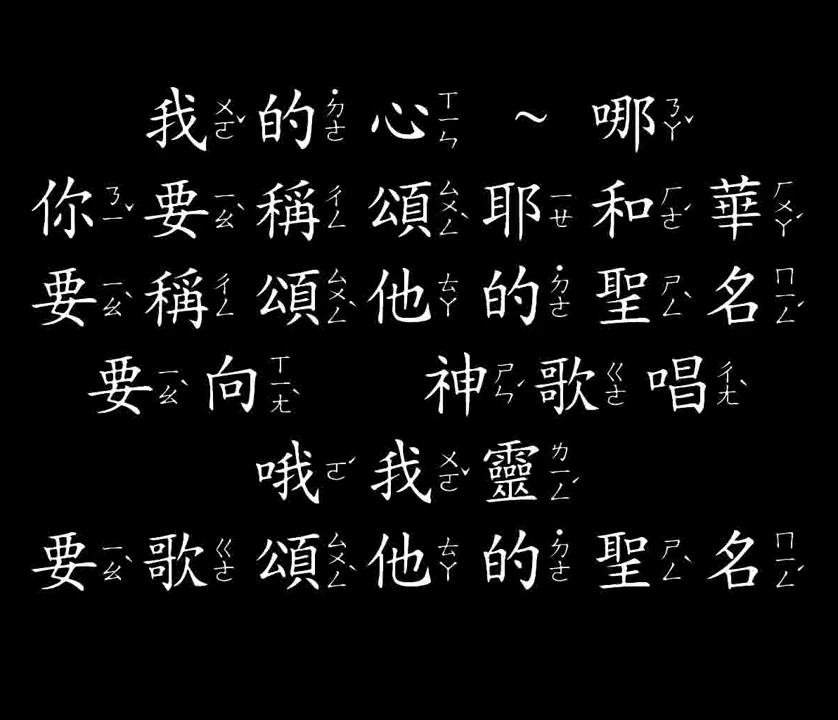 我的心~哪
你要稱頌耶和華
要稱頌他的聖名
要向 神歌唱
哦我靈
要歌頌他的聖名